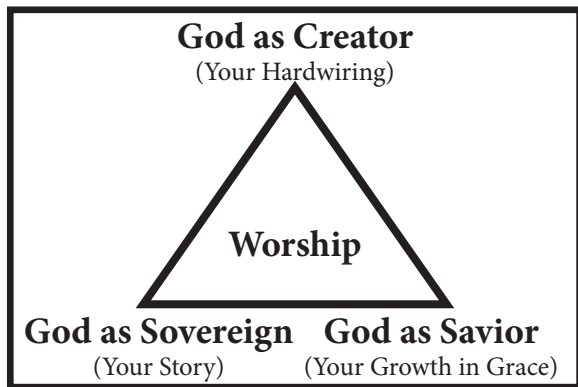 God as Creator
(Your Hardwiring)
Worship
God as Sovereign God as Savior
(Your Story) (Your Growth in Grace)